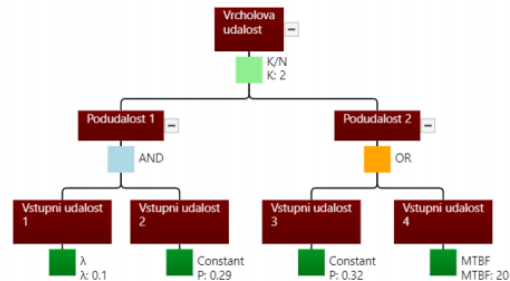 Vrcholova
udalost
K/N
K: 2
Podudalost 1
Podudalost 2
AND
OR
Vstupni udalost
1
Vstupni udalost
2
Vstupni udalost
3
Vstupni udalost
4
λ
λ: 0.1
Constant
P: 0.29
Constant
P: 0.32
MTBF
MTBF: 20